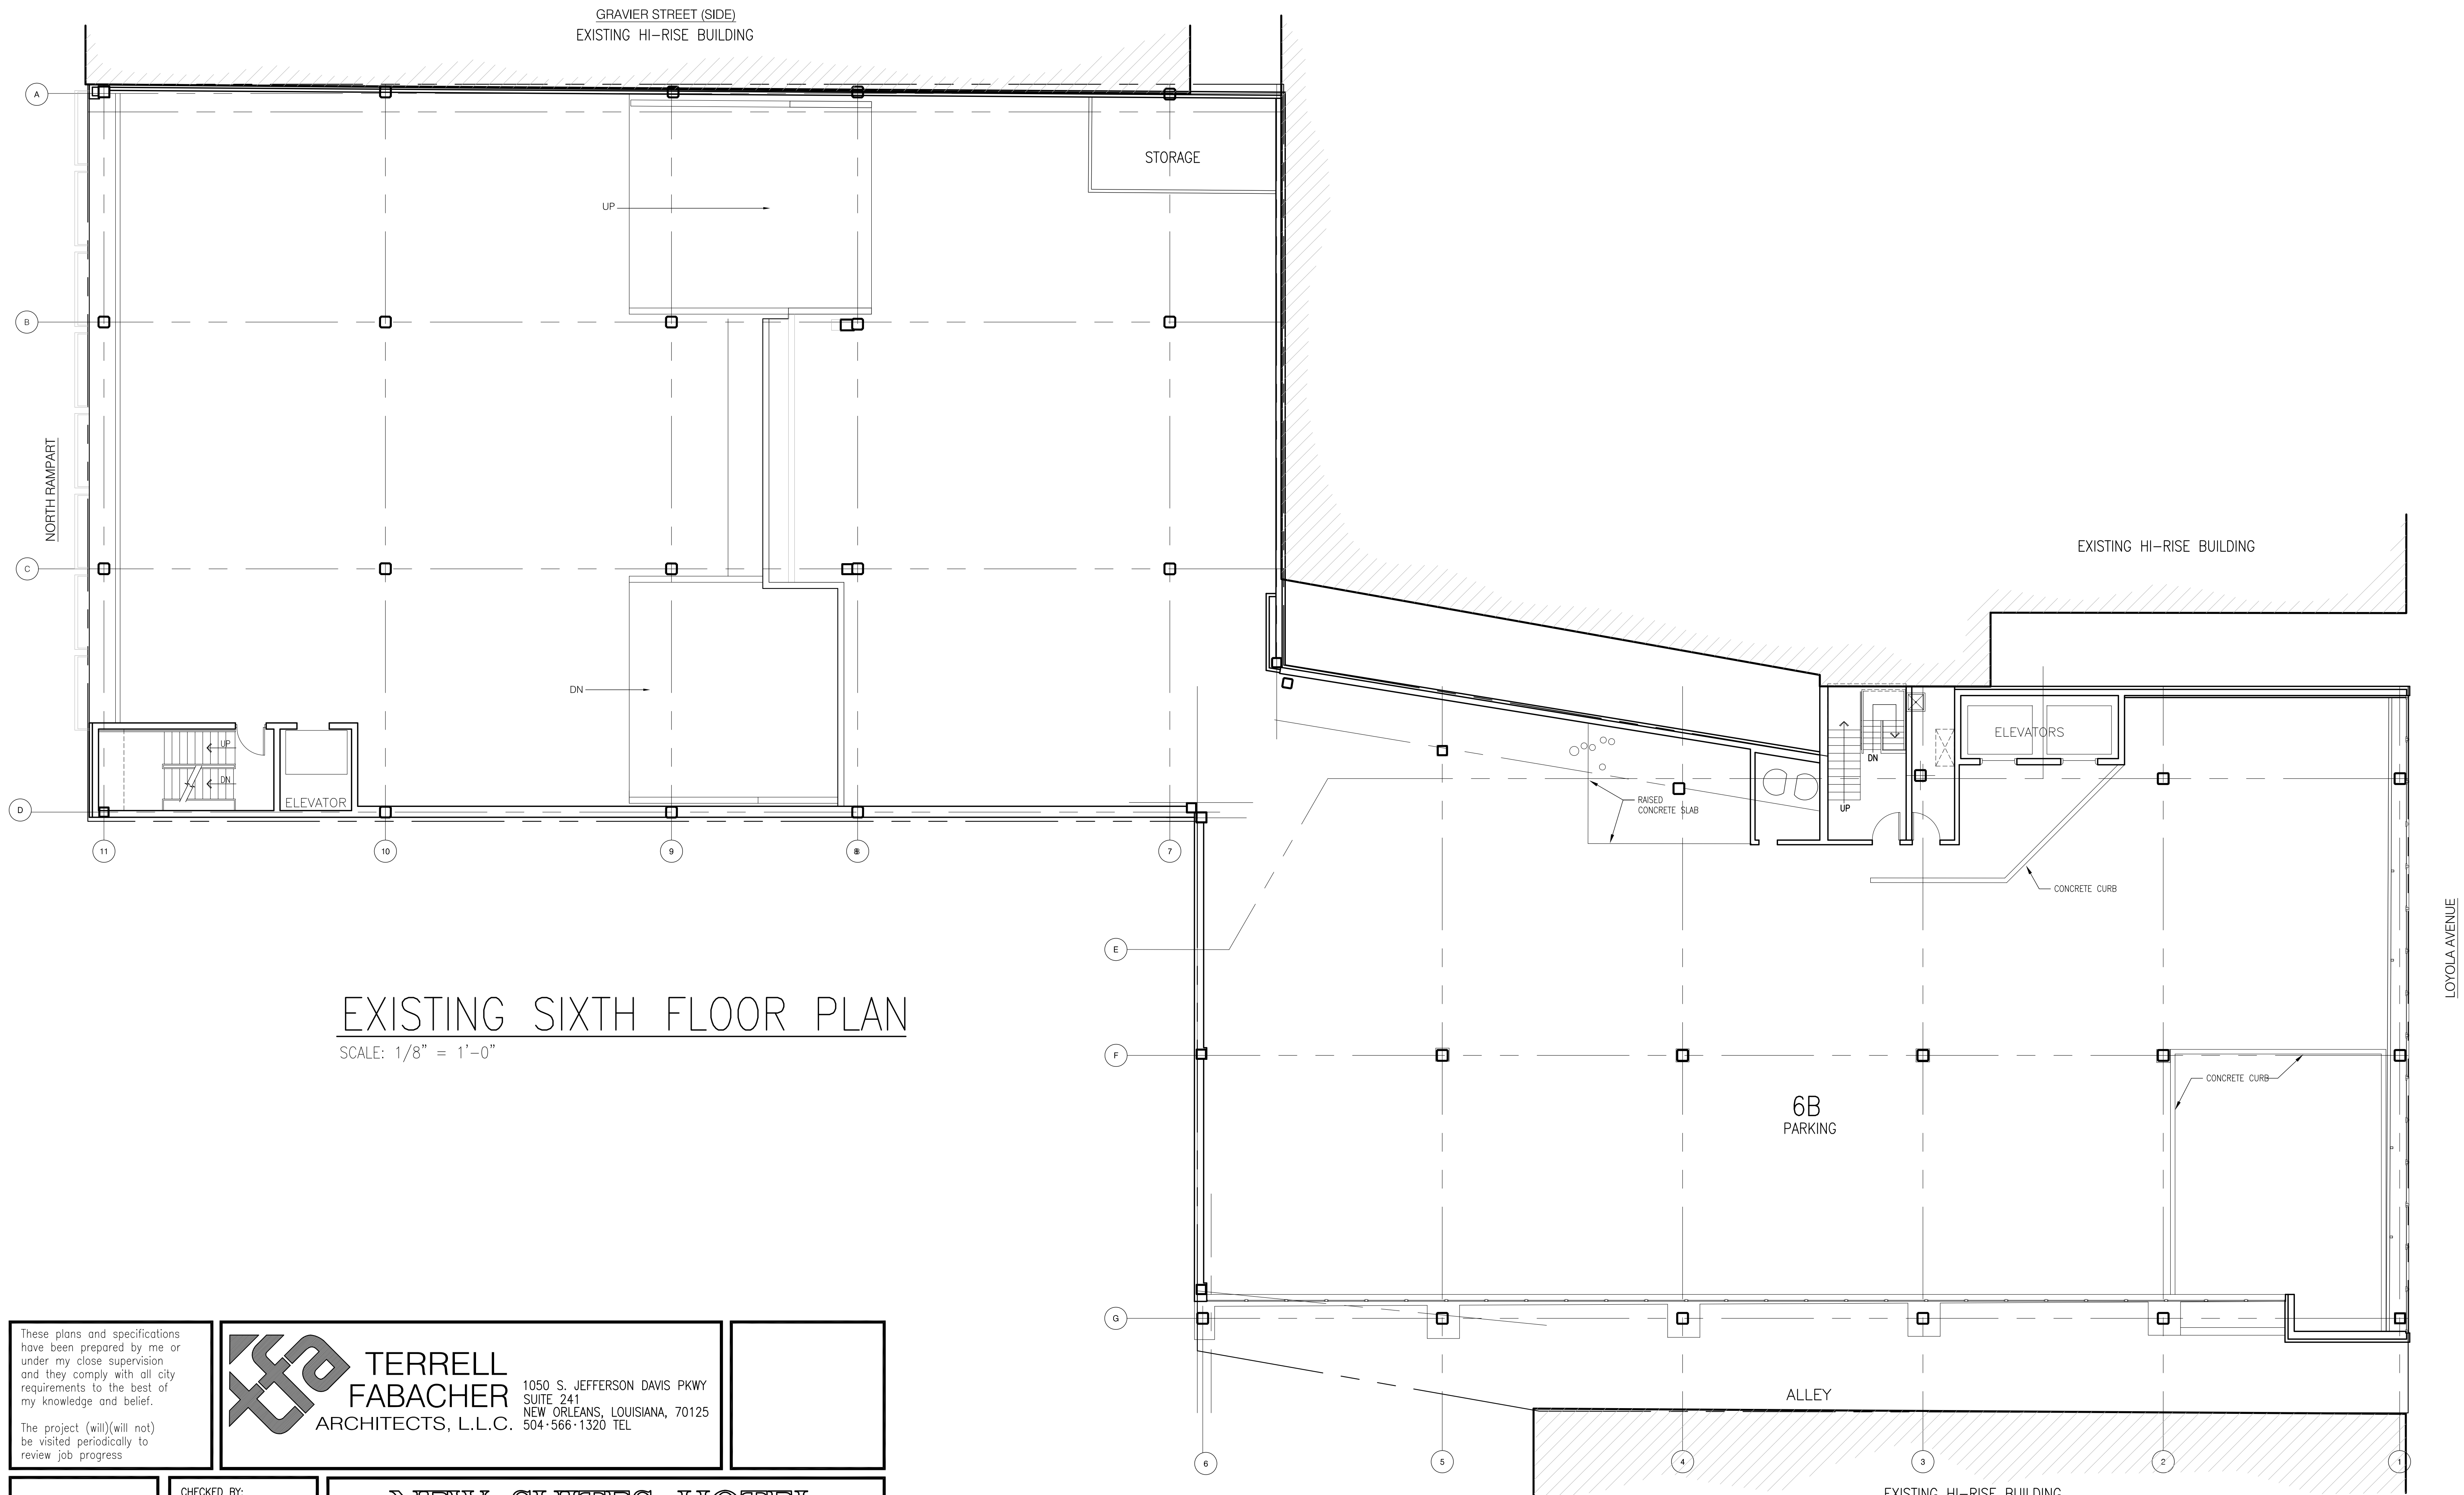 GRAVIER STREET (SIDE)
EXISTING HI-RISE BUILDING
A
STORAGE
UP
B
NORTH RAMPART
EXISTING HI-RISE BUILDING
C
DN
UP
DN
ELEVATOR
D
11
10
9
8
7
ELEVATORS
DN
UP
RAISED
CONCRETE SLAB
CONCRETE CURB
LOYOLA AVENUE
E
EXISTING SIXTH FLOOR PLAN
SCALE: 1/8" = 1'-0"
F
CONCRETE CURB
6B
PARKING
G
ALLEY
6
5
4
3
2
1
EXISTING HI-RISE BUILDING
These plans and specifications
have been prepared by me or
under my close supervision
and they comply with all city
requirements to the best of
my knowledge and belief.
The project (will)(will not)
be visited periodically to
review job progress
tfa
TERRELL
FABACHER
ARCHITECTS, L.L.C.
1050 S. JEFFERSON DAVIS PKWY
SUITE 241
NEW ORLEANS, LOUISIANA, 70125
504·566·1320 TEL
CHECKED BY: